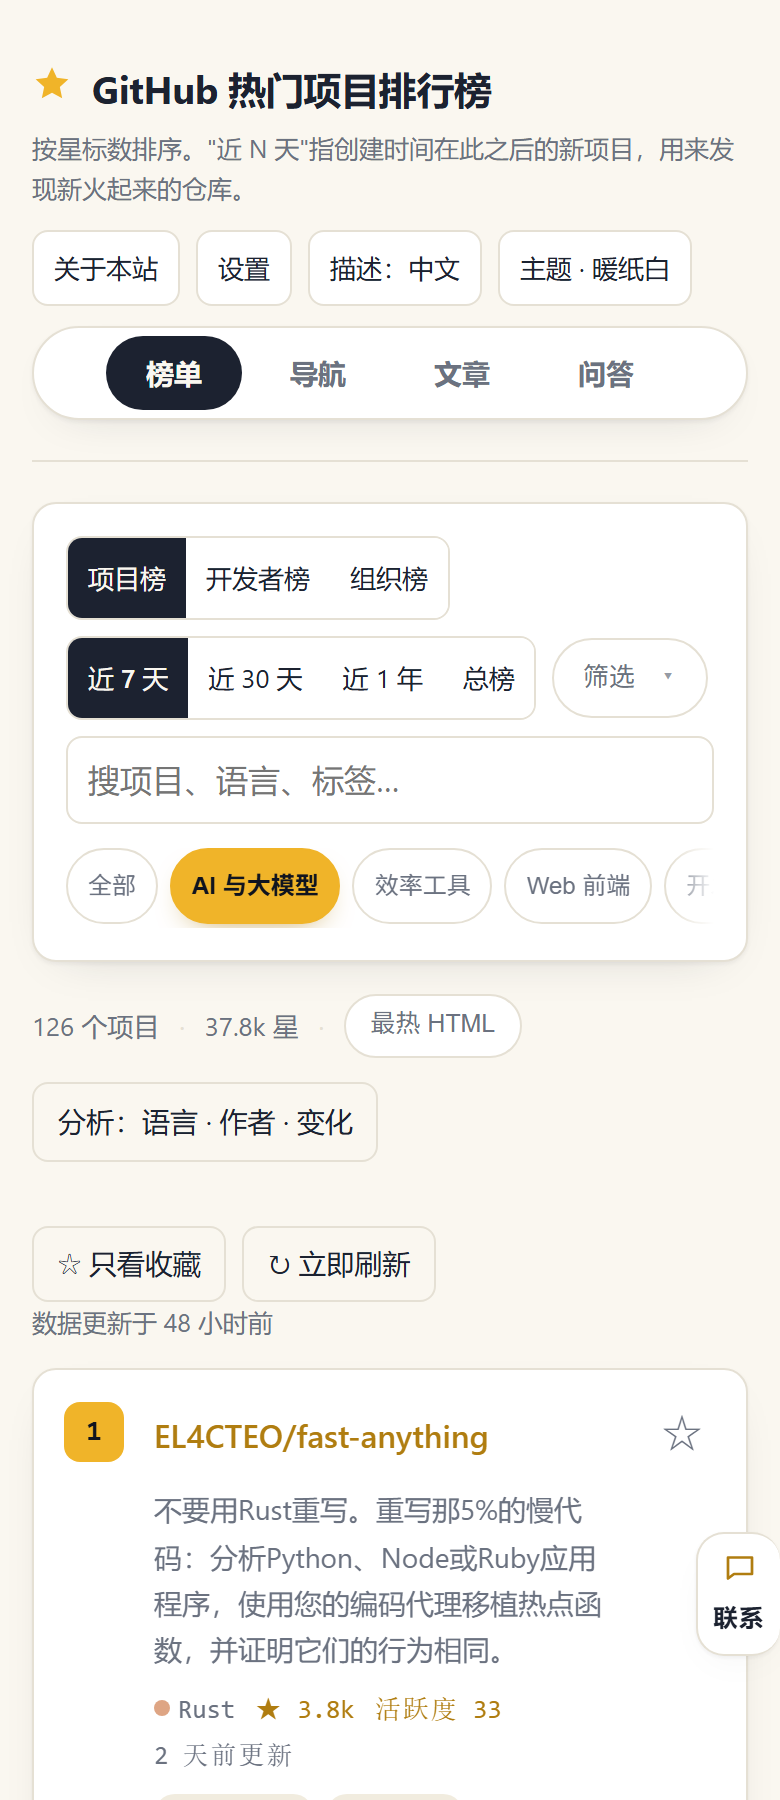 GitHub 热门项目排行榜
按星标数排序。"近 N 天"指创建时间在此之后的新项目，用来发
现新火起来的仓库。
关于本站 设置 描述：中文 主题 · 暖纸白
榜单 导航 文章 问答
项目榜 开发者榜 组织榜
近 7 天 近 30 天 近 1 年 总榜 筛选 ▾
搜项目、语言、标签...
全部 AI 与大模型 效率工具 Web 前端 开
126 个项目 · 37.8k 星 · 最热 HTML
分析：语言 · 作者 · 变化
☆ 只看收藏 ↻ 立即刷新
数据更新于 48 小时前
1 EL4CTEO/fast-anything ☆
不要用Rust重写。重写那5%的慢代
码：分析Python、Node或Ruby应用
程序，使用您的编码代理移植热点函
数，并证明它们的行为相同。
联系
Rust ★ 3.8k 活跃度 33
2 天前更新